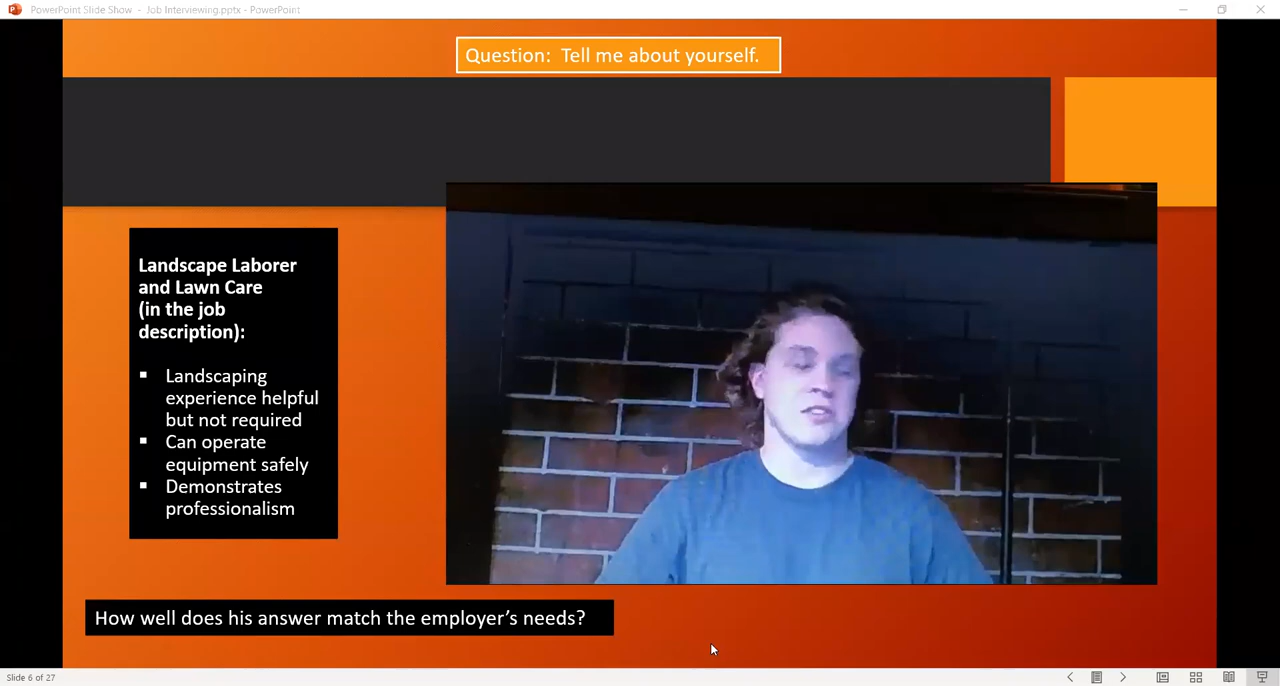 PowerPoint Slide Show - Job Interviewing.pptx - PowerPoint
Question: Tell me about yourself.
Landscape Laborer
and Lawn Care
(in the job
description):
▪ Landscaping
experience helpful
but not required
▪ Can operate
equipment safely
▪ Demonstrates
professionalism
How well does his answer match the employer’s needs?
Slide 6 of 27